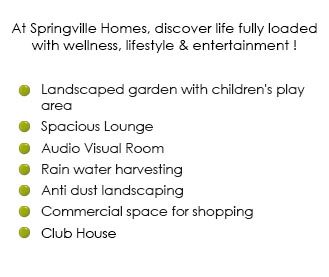 At Springville Homes, discover life fully loaded
with wellness, lifestyle & entertainment !
Landscaped garden with children's play
area
Spacious Lounge
Audio Visual Room
Rain water harvesting
Anti dust landscaping
Commercial space for shopping
Club House